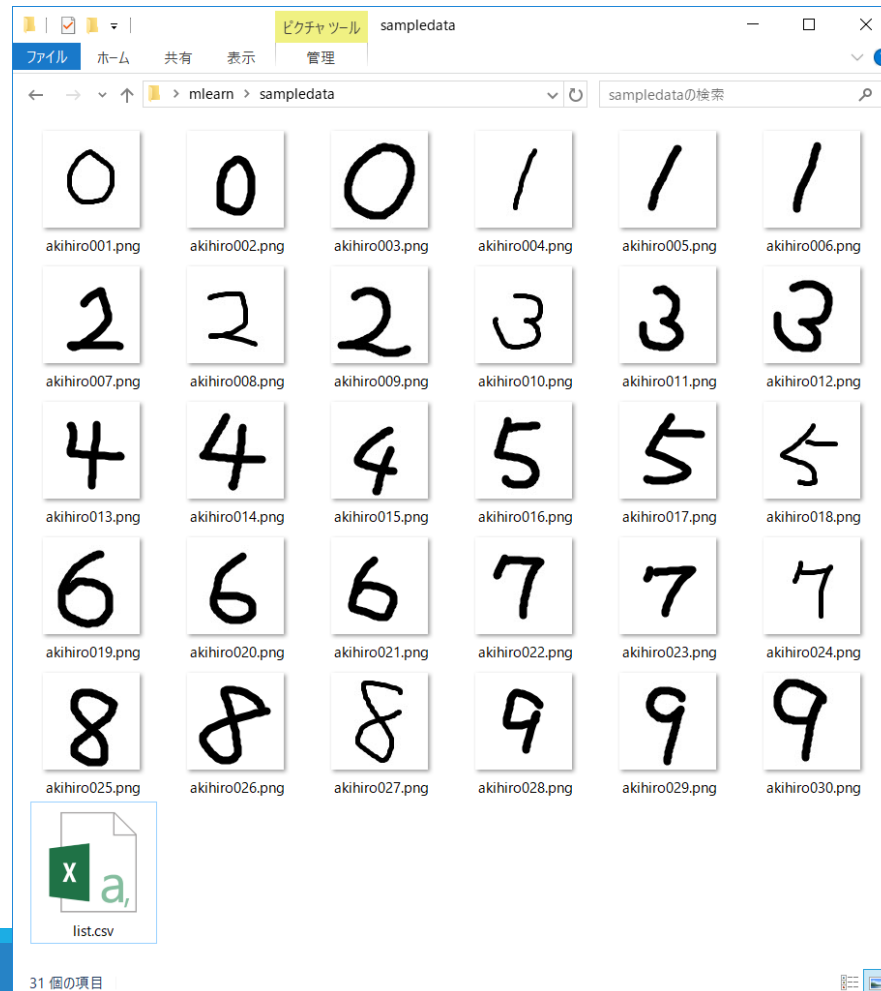 ピクチャ ツール sampledata
ファイル ホーム 共有 表示 管理
mlearn sampledata sampledataの検索
0 0 0 1 1 1
akihiro001.png akihiro002.png akihiro003.png akihiro004.png akihiro005.png akihiro006.png
2 2 2 3 3 3
akihiro007.png akihiro008.png akihiro009.png akihiro010.png akihiro011.png akihiro012.png
4 4 4 5 5 5
akihiro013.png akihiro014.png akihiro015.png akihiro016.png akihiro017.png akihiro018.png
6 6 6 7 7 7
akihiro019.png akihiro020.png akihiro021.png akihiro022.png akihiro023.png akihiro024.png
8 8 8 9 9 9
akihiro025.png akihiro026.png akihiro027.png akihiro028.png akihiro029.png akihiro030.png
X a,
list.csv
31 個の項目